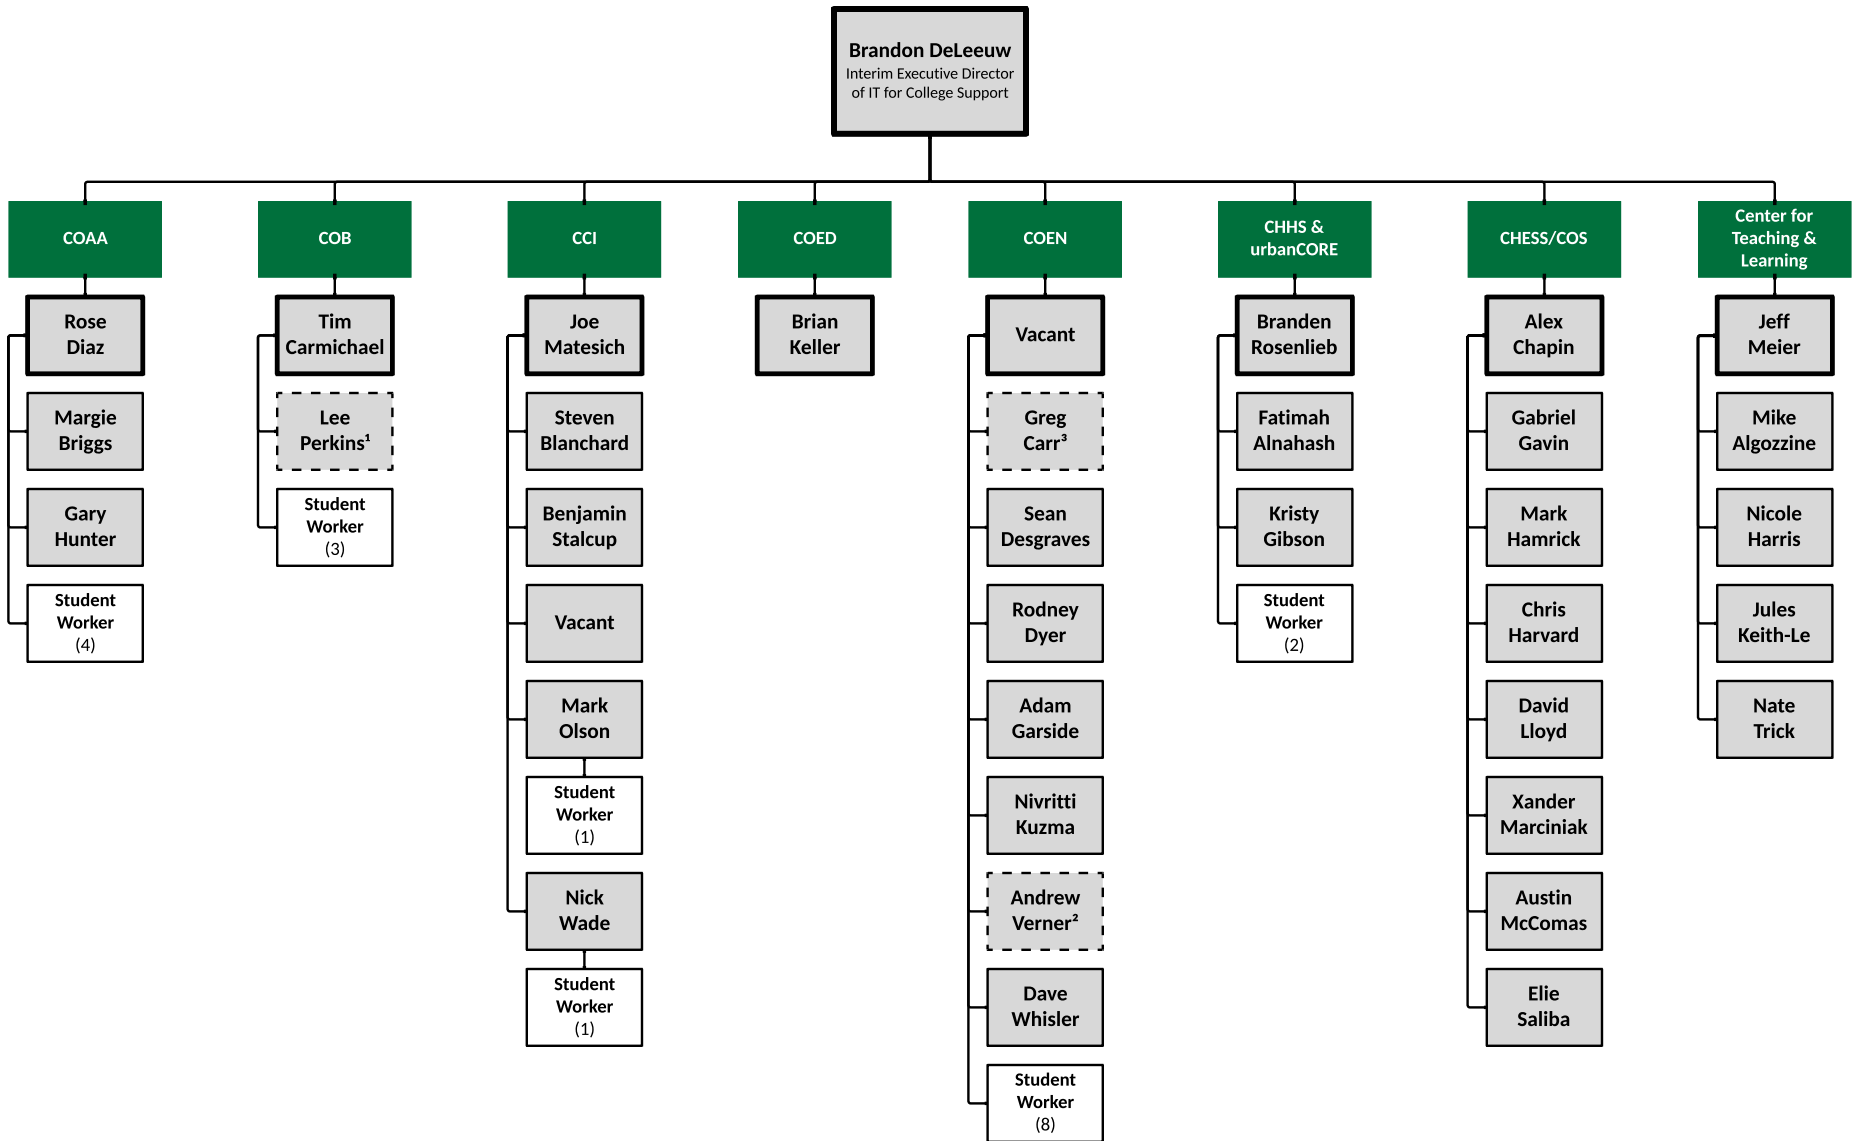 Brandon DeLeeuw
Interim Executive Director
of IT for College Support
COAA
Rose
Diaz
Margie
Briggs
Gary
Hunter
Student
Worker
(4)
COB
Tim
Carmichael
Lee
Perkins¹
Student
Worker
(3)
CCI
Joe
Matesich
Steven
Blanchard
Benjamin
Stalcup
Vacant
Mark
Olson
Student
Worker
(1)
Nick
Wade
Student
Worker
(1)
COED
Brian
Keller
COEN
Vacant
Greg
Carr³
Sean
Desgraves
Rodney
Dyer
Adam
Garside
Nivritti
Kuzma
Andrew
Verner²
Dave
Whisler
Student
Worker
(8)
CHHS &
urbanCORE
Branden
Rosenlieb
Fatimah
Alnahash
Kristy
Gibson
Student
Worker
(2)
CHESS/COS
Alex
Chapin
Gabriel
Gavin
Mark
Hamrick
Chris
Harvard
David
Lloyd
Xander
Marciniak
Austin
McComas
Elie
Saliba
Center for
Teaching &
Learning
Jeff
Meier
Mike
Algozzine
Nicole
Harris
Jules
Keith-Le
Nate
Trick